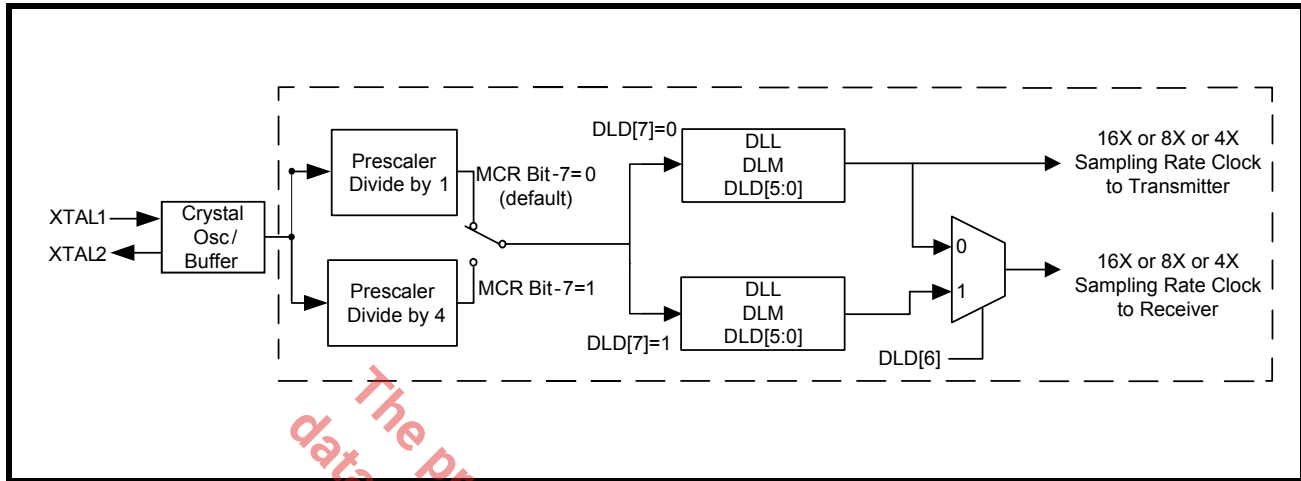 XTAL1
XTAL2
Crystal
Osc/
Buffer
Prescaler
Divide by 1
Prescaler
Divide by 4
MCR Bit-7=0
(default)
MCR Bit-7=1
DLD[7]=0
DLL
DLM
DLD[5:0]
DLD[7]=1
DLL
DLM
DLD[5:0]
0
1
DLD[6]
16X or 8X or 4X
Sampling Rate Clock
to Transmitter
16X or 8X or 4X
Sampling Rate Clock
to Receiver
The